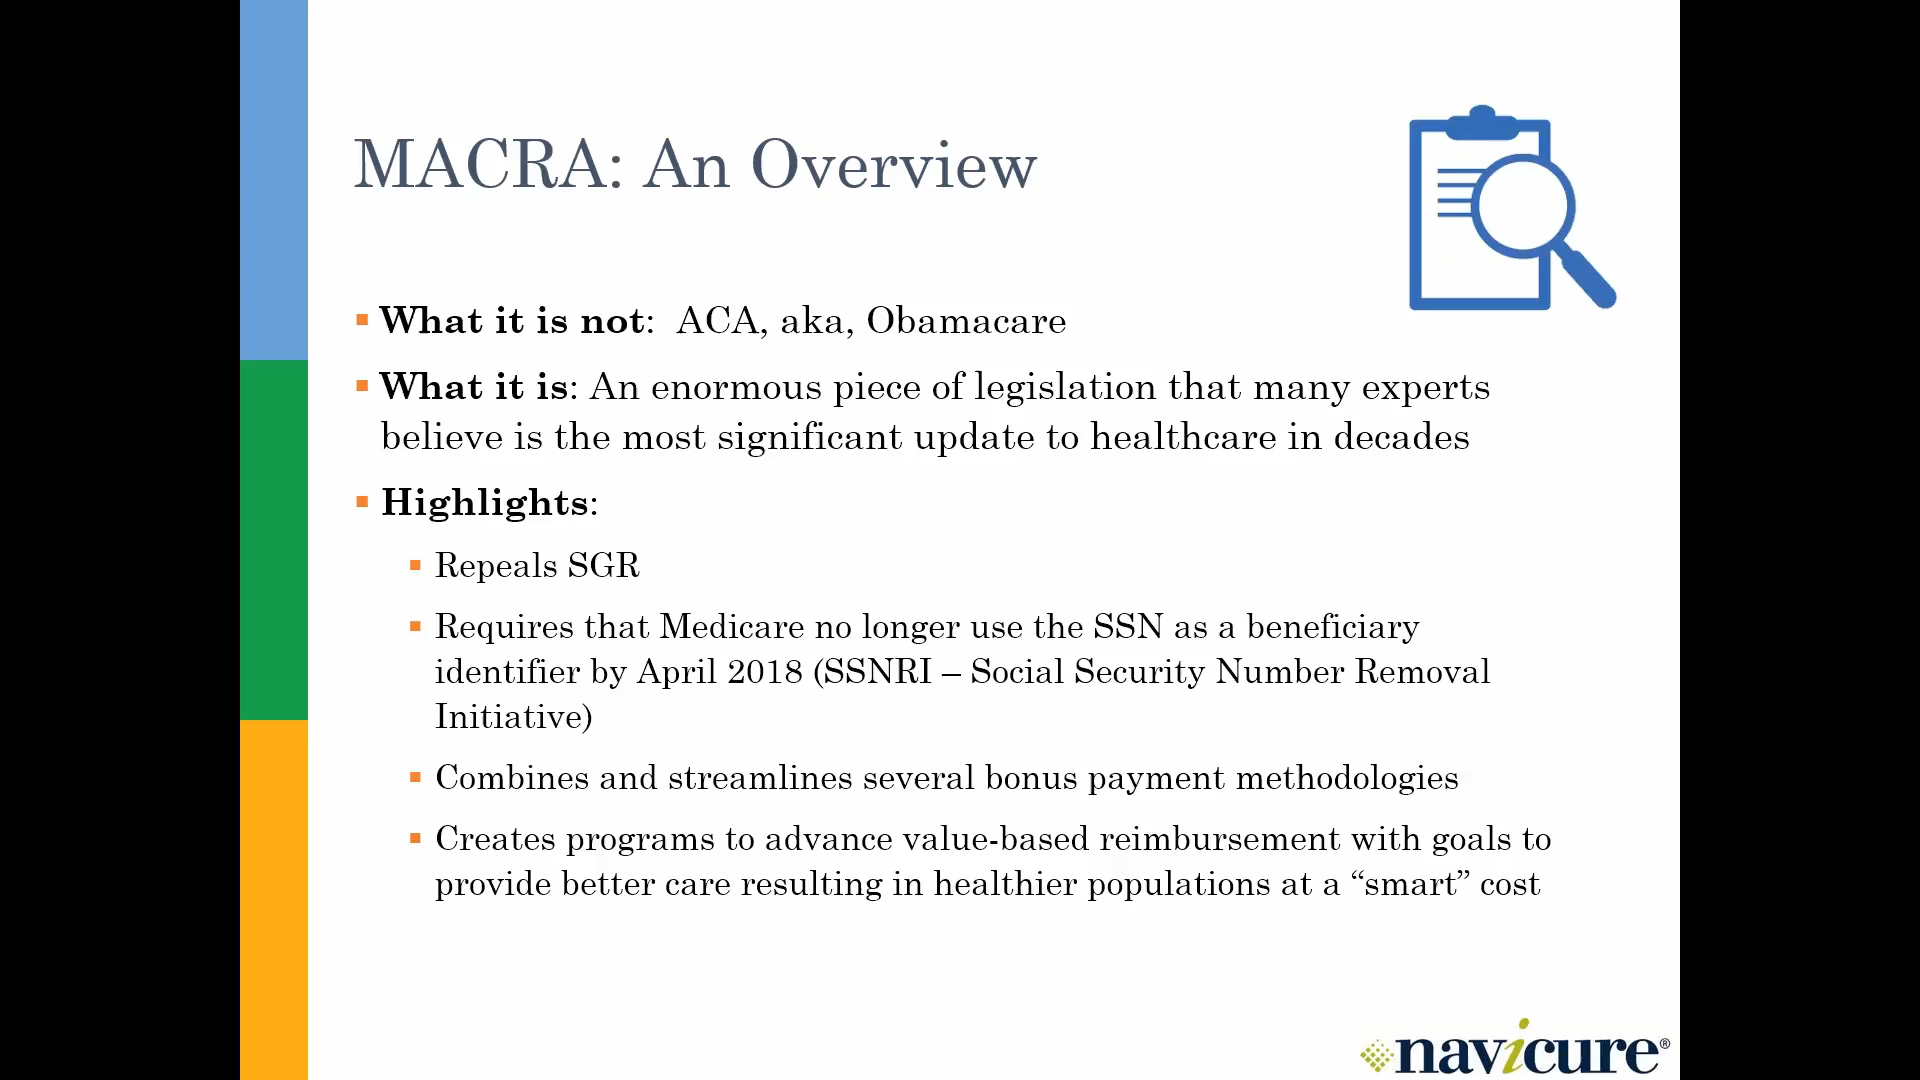 MACRA: An Overview
▪ What it is not:  ACA, aka, Obamacare
▪ What it is: An enormous piece of legislation that many experts
believe is the most significant update to healthcare in decades
▪ Highlights:
▪ Repeals SGR
▪ Requires that Medicare no longer use the SSN as a beneficiary
identifier by April 2018 (SSNRI – Social Security Number Removal
Initiative)
▪ Combines and streamlines several bonus payment methodologies
▪ Creates programs to advance value-based reimbursement with goals to
provide better care resulting in healthier populations at a “smart” cost
navicure®